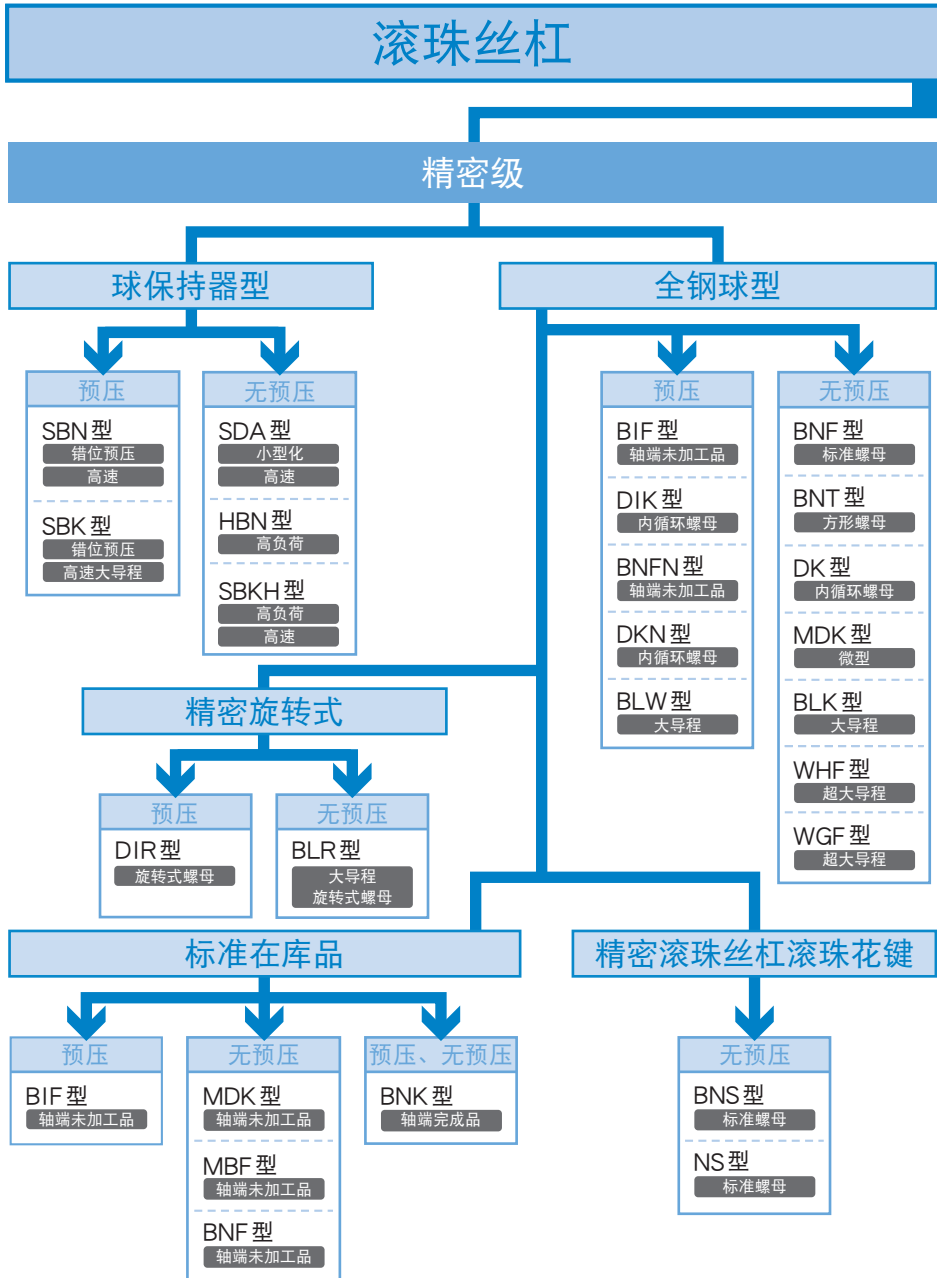 滚珠丝杠
精密级
球保持器型
全钢球型
预压
SBN型
错位预压
高速
SBK型
错位预压
高速大导程
无预压
SDA型
小型化
高速
HBN型
高负荷
SBKH型
高负荷
高速
预压
BIF型
轴端未加工品
DIK型
内循环螺母
BNFN型
轴端未加工品
DKN型
内循环螺母
BLW型
大导程
无预压
BNF型
标准螺母
BNT型
方形螺母
DK型
内循环螺母
MDK型
微型
BLK型
大导程
WHF型
超大导程
WGF型
超大导程
精密旋转式
预压
DIR型
旋转式螺母
无预压
BLR型
大导程
旋转式螺母
标准在库品
预压
BIF型
轴端未加工品
无预压
MDK型
轴端未加工品
MBF型
轴端未加工品
BNF型
轴端未加工品
预压、无预压
BNK型
轴端完成品
精密滚珠丝杠滚珠花键
无预压
BNS型
标准螺母
NS型
标准螺母